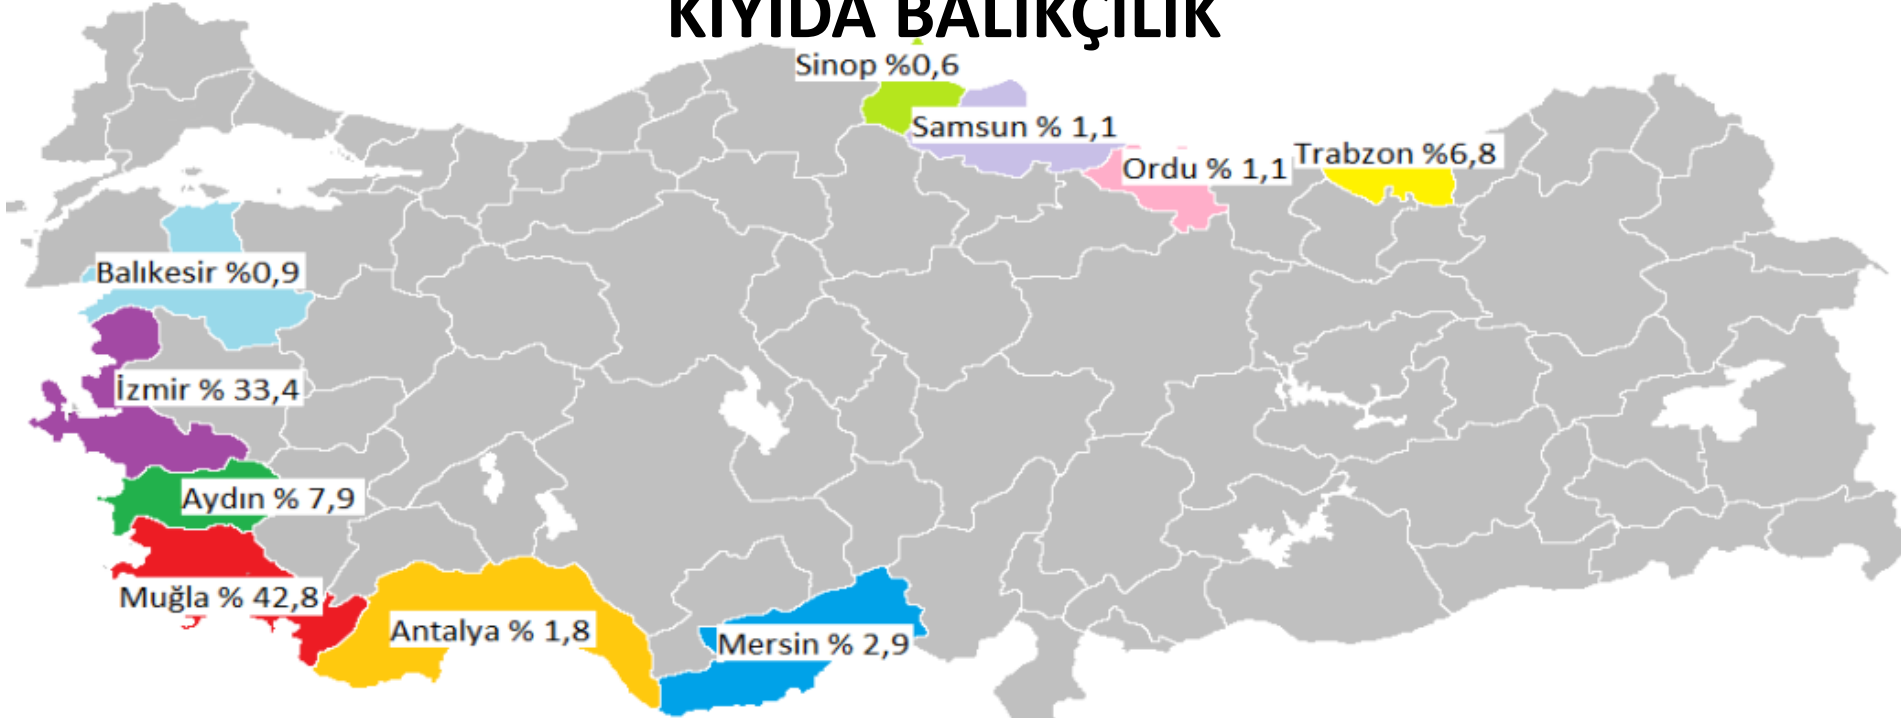 KIYIDA BALIKÇILIK
Sinop %0,6
Samsun % 1,1
Ordu % 1,1
Trabzon %6,8
Balıkesir %0,9
İzmir % 33,4
Aydın % 7,9
Muğla % 42,8
Antalya % 1,8
Mersin % 2,9